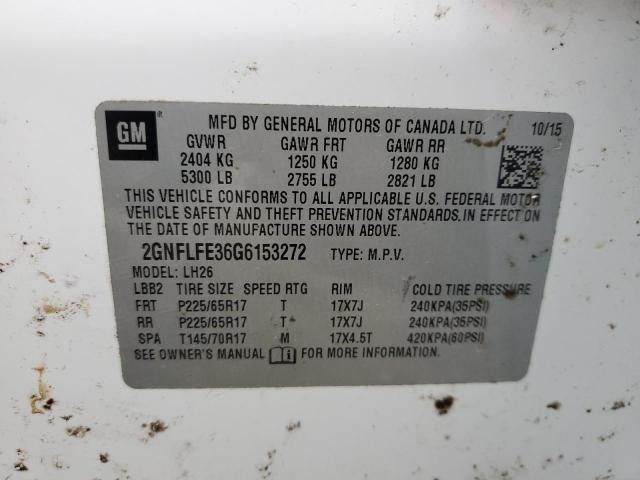 GM
MFD BY GENERAL MOTORS OF CANADA LTD. 10/15
GVWR GAWR FRT GAWR RR
2404 KG 1250 KG 1280 KG
5300 LB 2755 LB 2821 LB
THIS VEHICLE CONFORMS TO ALL APPLICABLE U.S. FEDERAL MOTOR
VEHICLE SAFETY AND THEFT PREVENTION STANDARDS, IN EFFECT ON
THE DATE OF MANUFACTURE SHOWN ABOVE.
2GNFLFE36G6153272 TYPE: M.P.V.
MODEL: LH26
LBB2 TIRE SIZE SPEED RTG RIM COLD TIRE PRESSURE
FRT P225/65R17 T 17X7J 240KPA(35PSI)
RR P225/65R17 T 17X7J 240KPA(35PSI)
SPA T145/70R17 M 17X4.5T 420KPA(60PSI)
SEE OWNER'S MANUAL FOR MORE INFORMATION.